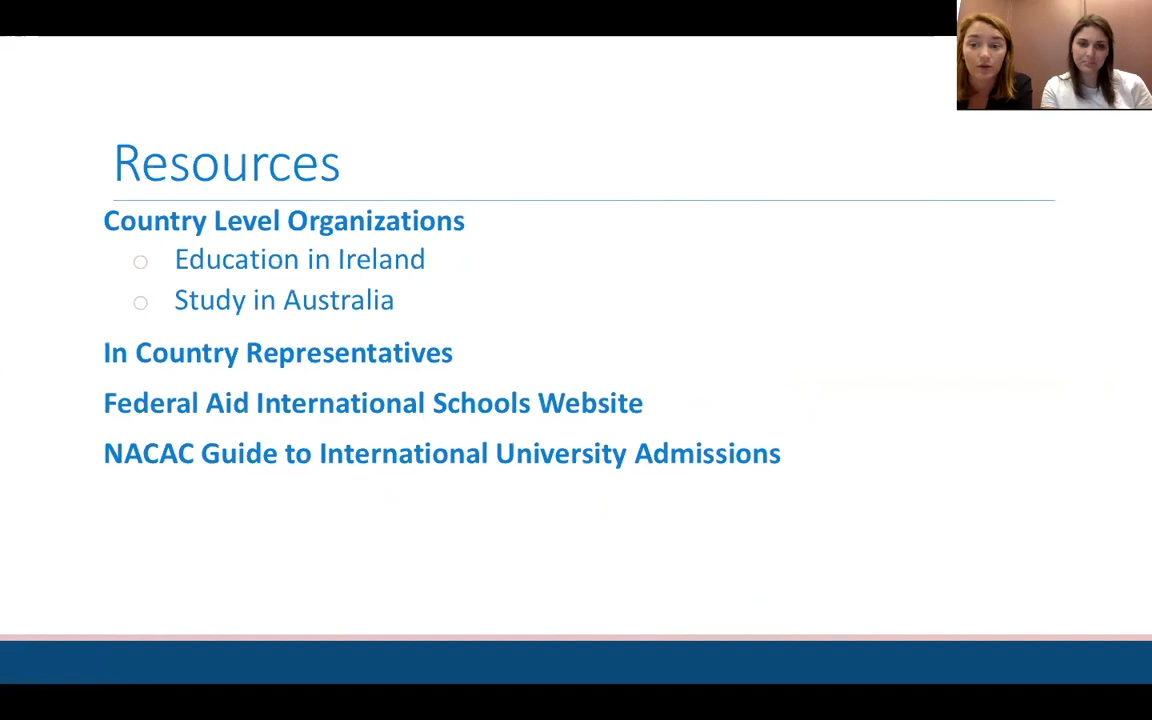 Resources
Country Level Organizations
Education in Ireland
Study in Australia
In Country Representatives
Federal Aid International Schools Website
NACAC Guide to International University Admissions